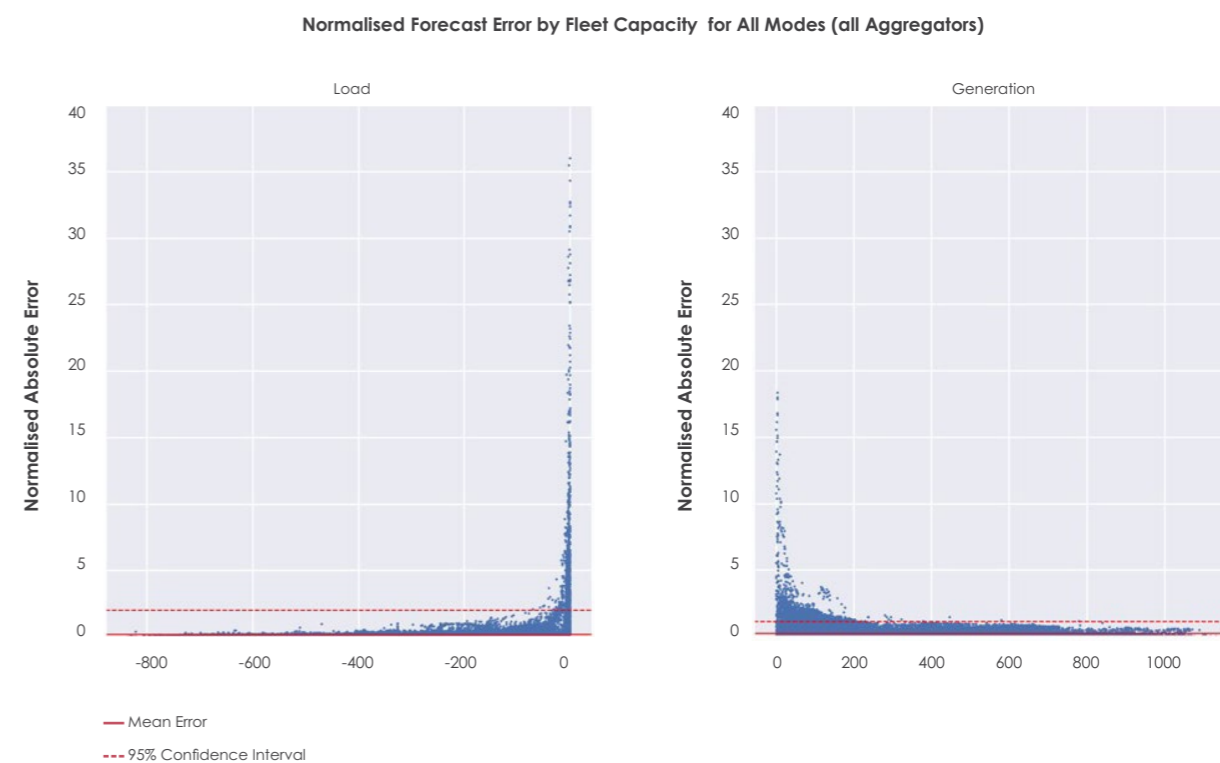 Normalised Forecast Error by Fleet Capacity for All Modes (all Aggregators)
Load
Normalised Absolute Error
40
35
30
25
20
15
10
5
0
-800 -600 -400 -200 0
Generation
Normalised Absolute Error
40
35
30
25
20
15
10
5
0
0 200 400 600 800 1000
Mean Error
95% Confidence Interval